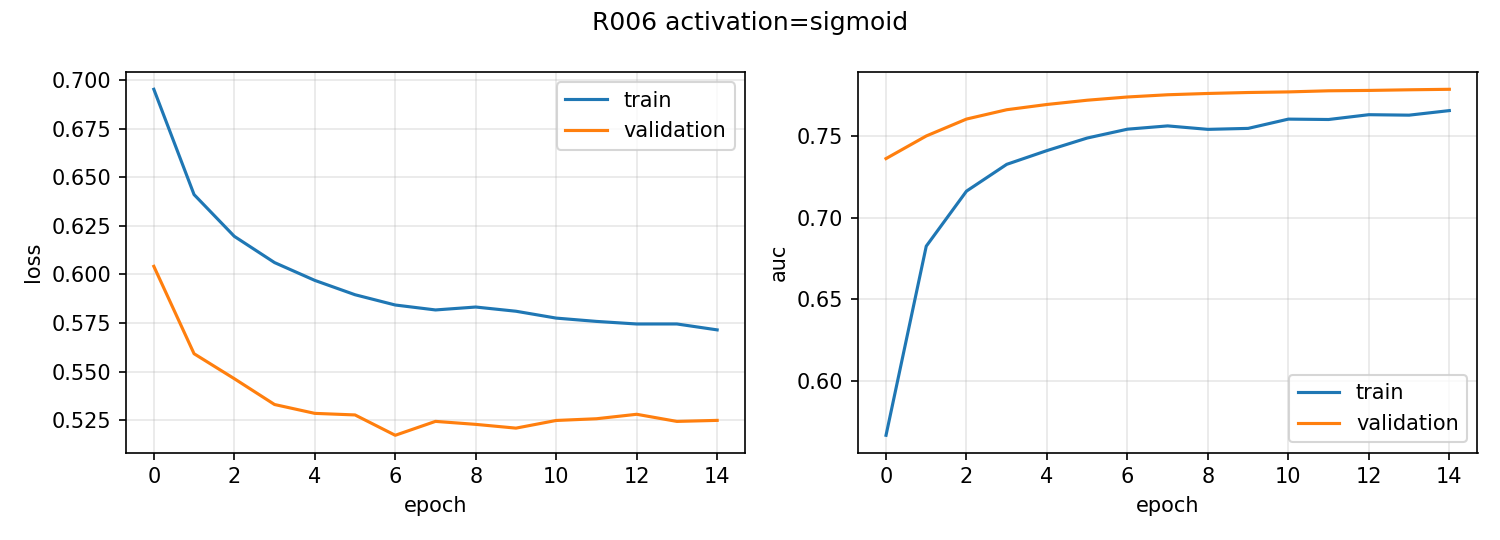 R006 activation=sigmoid
0.700
0.675
0.650
0.625
0.600
0.575
0.550
0.525
loss
0 2 4 6 8 10 12 14
epoch
train
validation
0.75
0.70
0.65
0.60
auc
0 2 4 6 8 10 12 14
epoch
train
validation